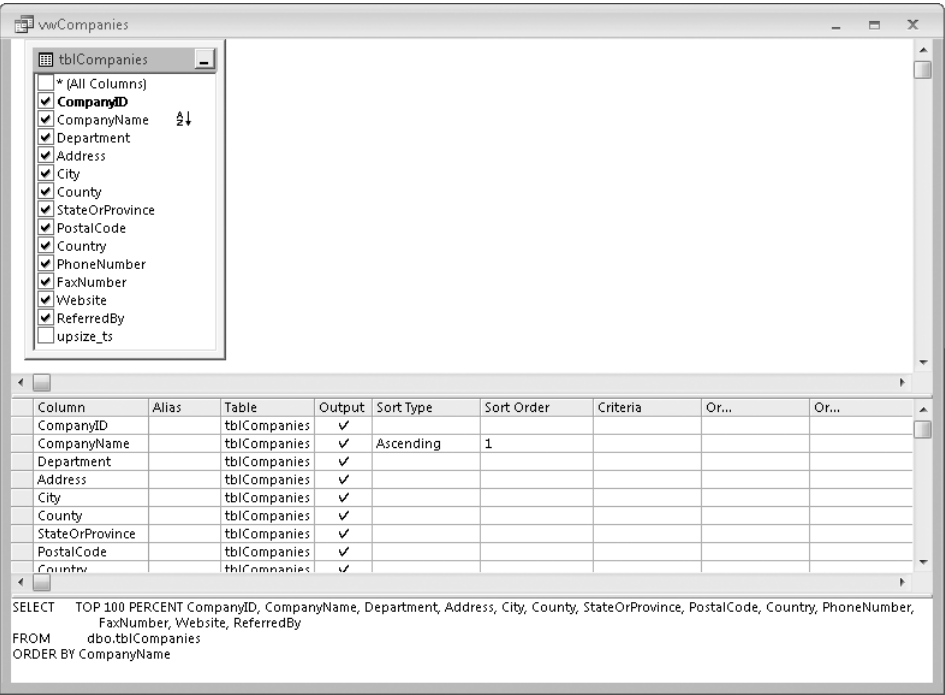 vwCompanies
tblCompanies
* (All Columns)
CompanyID
CompanyName
Department
Address
City
County
StateOrProvince
PostalCode
Country
PhoneNumber
FaxNumber
Website
ReferredBy
upsize_ts
Column Alias Table Output Sort Type Sort Order Criteria Or... Or...
CompanyID tblCompanies
CompanyName tblCompanies Ascending 1
Department tblCompanies
Address tblCompanies
City tblCompanies
County tblCompanies
StateOrProvince tblCompanies
PostalCode tblCompanies
Country tblCompanies
SELECT TOP 100 PERCENT CompanyID, CompanyName, Department, Address, City, County, StateOrProvince, PostalCode, Country, PhoneNumber,
FaxNumber, Website, ReferredBy
FROM dbo.tblCompanies
ORDER BY CompanyName